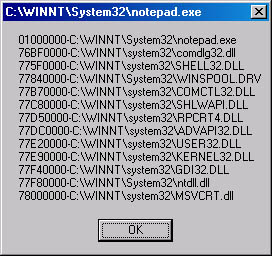 C:\WINNT\System32\notepad.exe
01000000-C:\WINNT\System32\notepad.exe
76BF0000-C:\WINNT\system32\comdlg32.dll
775F0000-C:\WINNT\system32\SHELL32.DLL
77840000-C:\WINNT\System32\WINSPOOL.DRV
77B70000-C:\WINNT\system32\COMCTL32.DLL
77C80000-C:\WINNT\system32\SHLWAPI.DLL
77D50000-C:\WINNT\system32\RPCRT4.DLL
77DC0000-C:\WINNT\system32\ADVAPI32.DLL
77E20000-C:\WINNT\system32\USER32.DLL
77E90000-C:\WINNT\system32\KERNEL32.DLL
77F40000-C:\WINNT\system32\GDI32.DLL
77F80000-C:\WINNT\System32\ntdll.dll
78000000-C:\WINNT\system32\MSVCRT.dll
OK